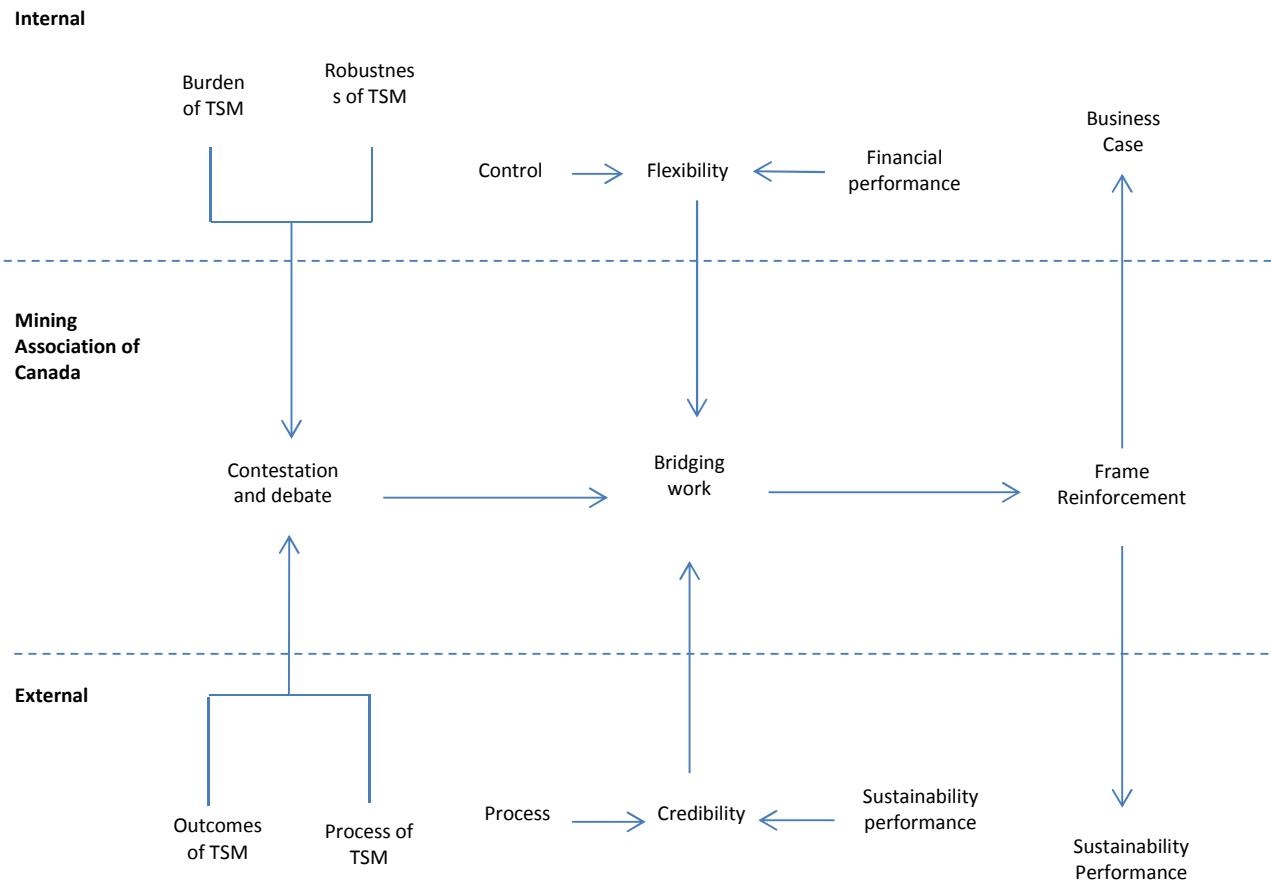 Internal
Burden
of TSM
Robustnes
s of TSM
Control
Flexibility
Financial
performance
Business
Case
Mining
Association of
Canada
Contestation
and debate
Bridging
work
Frame
Reinforcement
External
Outcomes
of TSM
Process of
TSM
Process
Credibility
Sustainability
performance
Sustainability
Performance